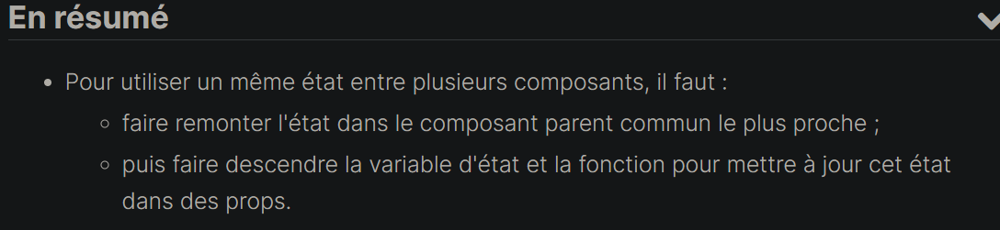 En résumé
Pour utiliser un même état entre plusieurs composants, il faut :
faire remonter l'état dans le composant parent commun le plus proche ;
puis faire descendre la variable d'état et la fonction pour mettre à jour cet état
dans des props.